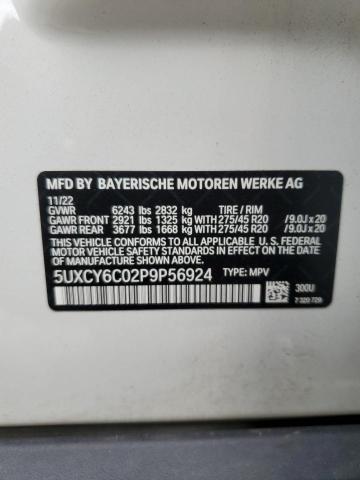 MFD BY BAYERISCHE MOTOREN WERKE AG
11/22
GVWR 6243 lbs 2832 kg TIRE / RIM
GAWR FRONT 2921 lbs 1325 kg WITH 275/45 R20 /9.0J x 20
GAWR REAR 3677 lbs 1668 kg WITH 275/45 R20 /9.0J x 20
THIS VEHICLE CONFORMS TO ALL APPLICABLE U.S. FEDERAL MOTOR
VEHICLE SAFETY STANDARDS IN EFFECT ON THE DATE OF
MANUFACTURE SHOWN ABOVE.
5UXCY6C02P9P56924 TYPE: MPV
300U
7 320 729